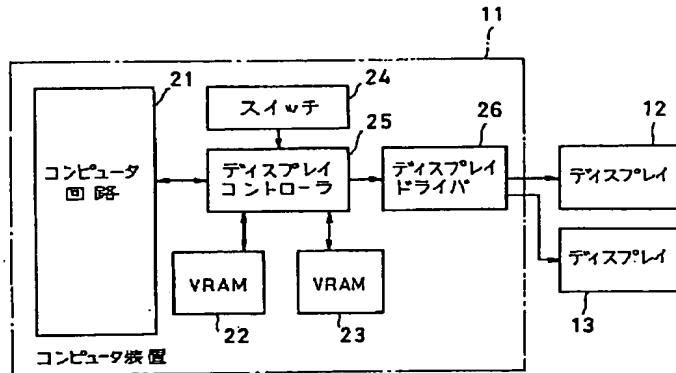 11
21
24
スイッチ
25
26
12
コンピュータ
回路
ディスプレイ
コントローラ
ディスプレイ
ドライバ
ディスプレイ
VRAM
VRAM
ディスプレイ
22
23
13
コンピュータ装置